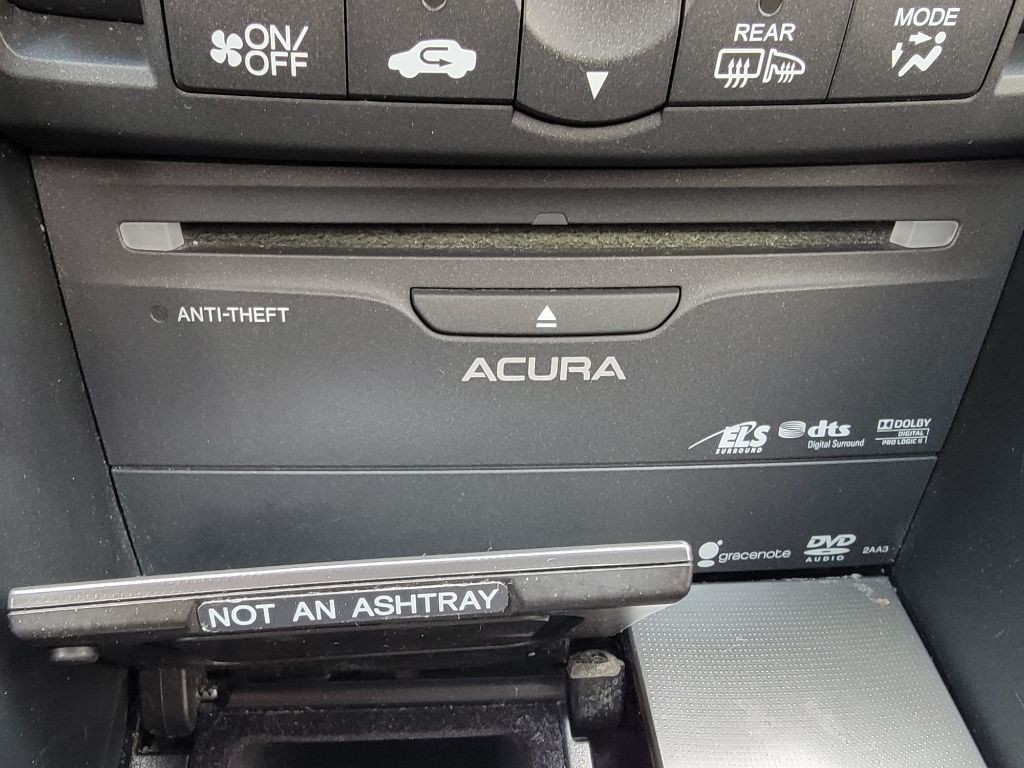 ON/
OFF
REAR
MODE
ANTI-THEFT
ACURA
ELS
SURROUND
dts
Digital Surround
DOLBY
DIGITAL
PRO LOGIC II
gracenote
DVD
AUDIO
2AA3
NOT AN ASHTRAY